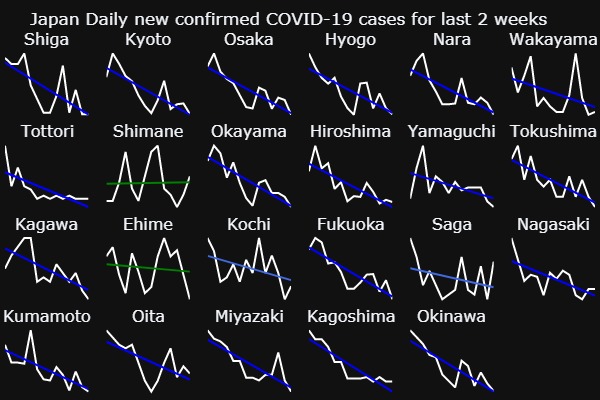 Japan Daily new confirmed COVID-19 cases for last 2 weeks
Shiga Kyoto Osaka Hyogo Nara Wakayama
Tottori Shimane Okayama Hiroshima Yamaguchi Tokushima
Kagawa Ehime Kochi Fukuoka Saga Nagasaki
Kumamoto Oita Miyazaki Kagoshima Okinawa